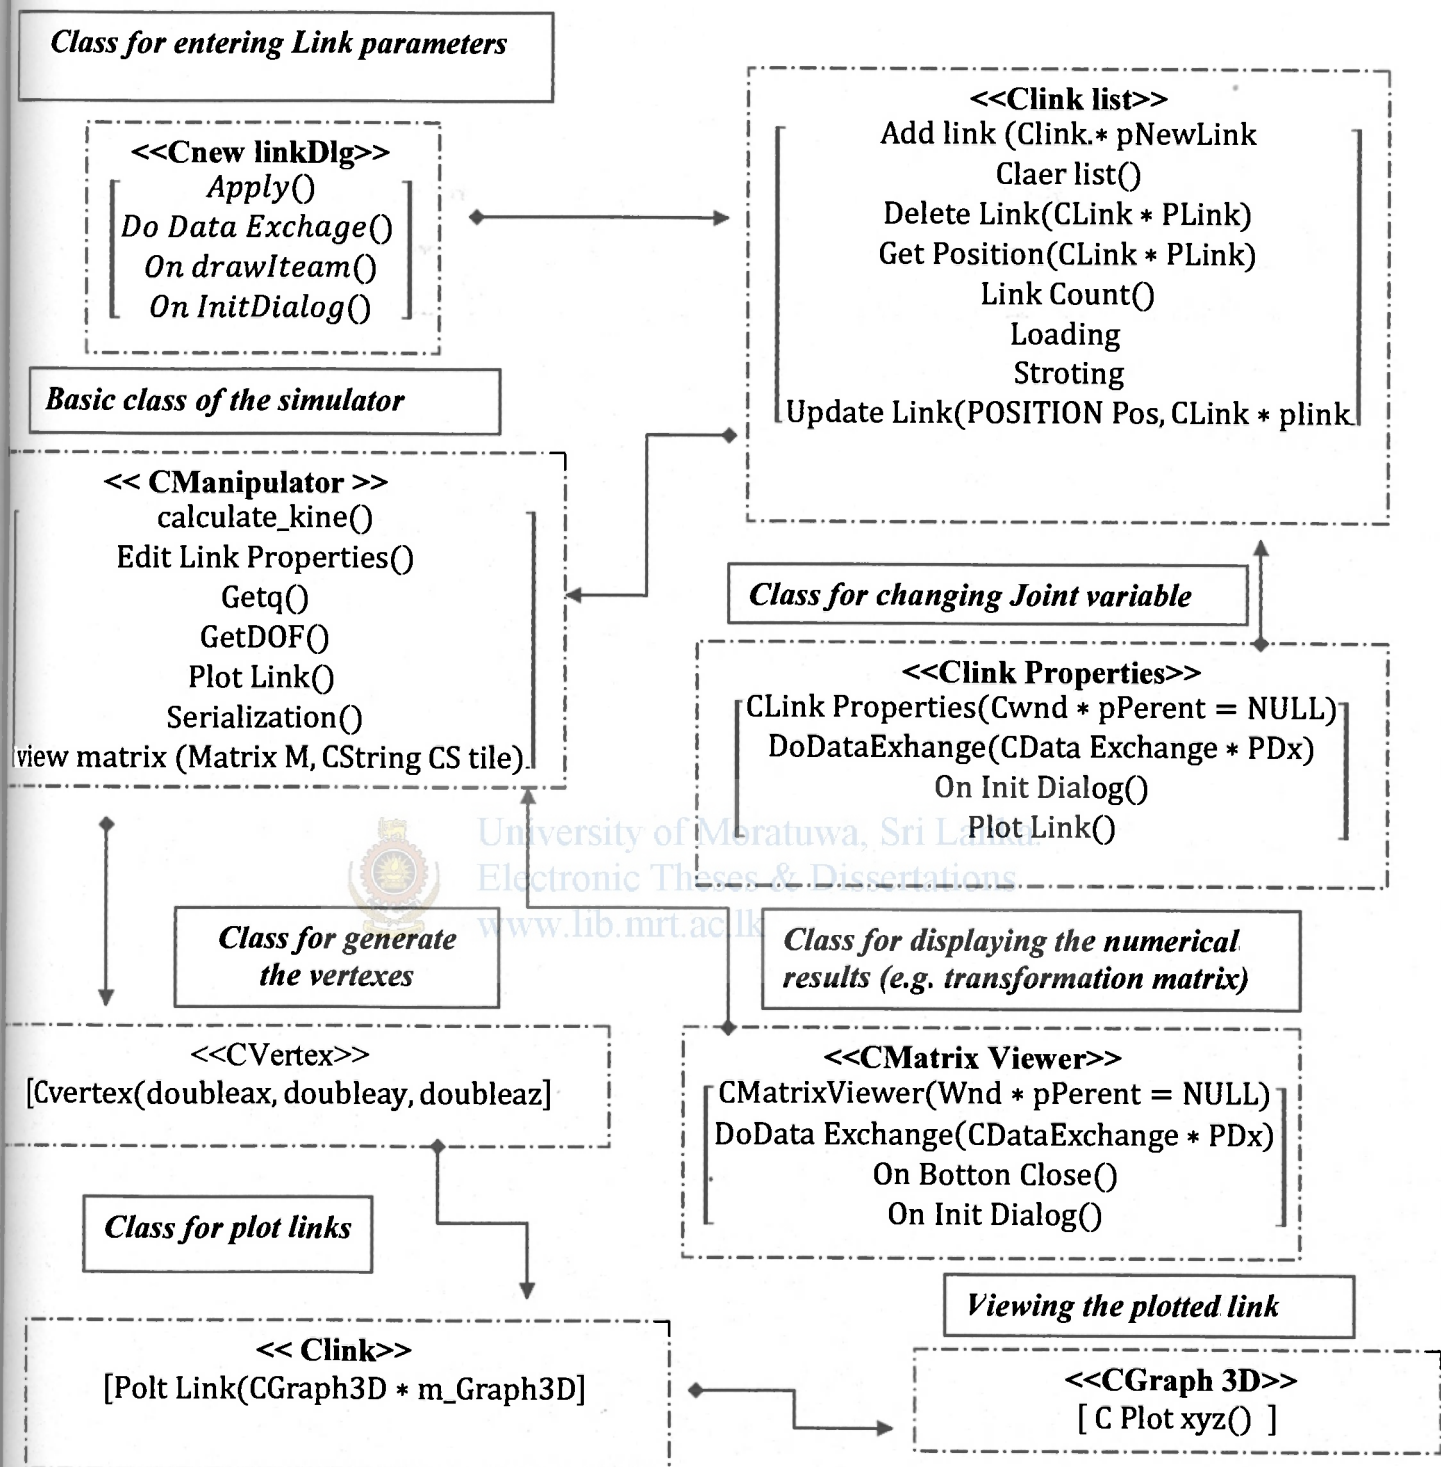 Class for entering Link parameters
<<Cnew linkDlg>>
Apply()
Do Data Exchage()
On drawIteam()
On InitDialog()
<<Clink list>>
Add link (Clink.* pNewLink
Claer list()
Delete Link(CLink * PLink)
Get Position(CLink * PLink)
Link Count()
Loading
Stroting
Update Link(POSITION Pos, CLink * plink
Basic class of the simulator
<< CManipulator >>
calculate_kine()
Edit Link Properties()
Getq()
GetDOF()
Plot Link()
Serialization()
view matrix (Matrix M, CString CS tile).
Class for changing Joint variable
<<Clink Properties>>
CLink Properties(Cwnd * pPerent = NULL)
DoDataExhange(CData Exchange * PDx)
On Init Dialog()
Plot Link()
University of Moratuwa, Sri Lanka.
Electronic Theses & Dissertations
www.lib.mrt.ac.lk
Class for generate
the vertexes
Class for displaying the numerical
results (e.g. transformation matrix)
<<CVertex>>
[Cvertex(doubleax, doubleay, doubleaz]
<<CMatrix Viewer>>
CMatrixViewer(Wnd * pPerent = NULL)
DoData Exchange(CDataExchange * PDx)
On Botton Close()
On Init Dialog()
Class for plot links
<< Clink>>
[Polt Link(CGraph3D * m_Graph3D]
Viewing the plotted link
<<CGraph 3D>>
[ C Plot xyz() ]